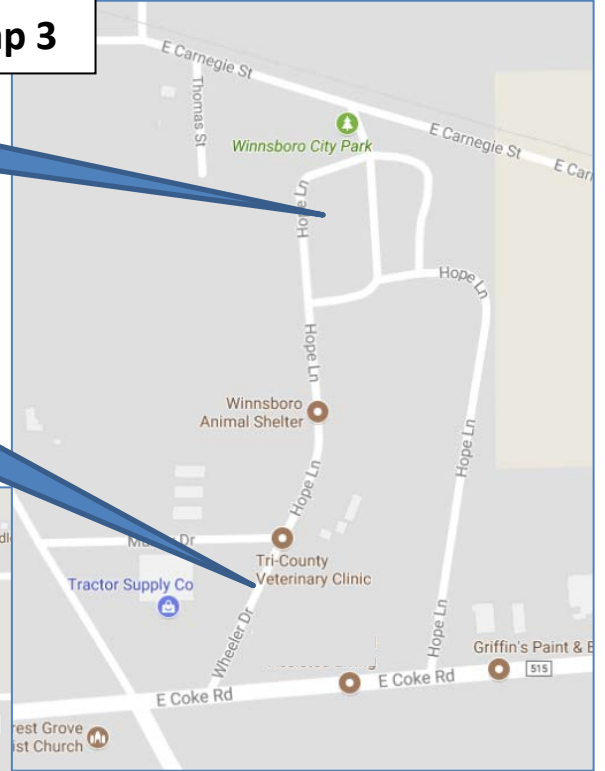 p 3
E Carnegie St
Thomas St
Winnsboro City Park
E Carnegie St
E Car
Hope Ln
Hope Ln
Hope Ln
Winnsboro
Animal Shelter
Hope Ln
Hope Ln
Dr
Tri-County
Veterinary Clinic
Tractor Supply Co
Wheeler Dr
Hope Ln
Griffin's Paint & B
515
E Coke Rd
E Coke Rd
rest Grove
ist Church